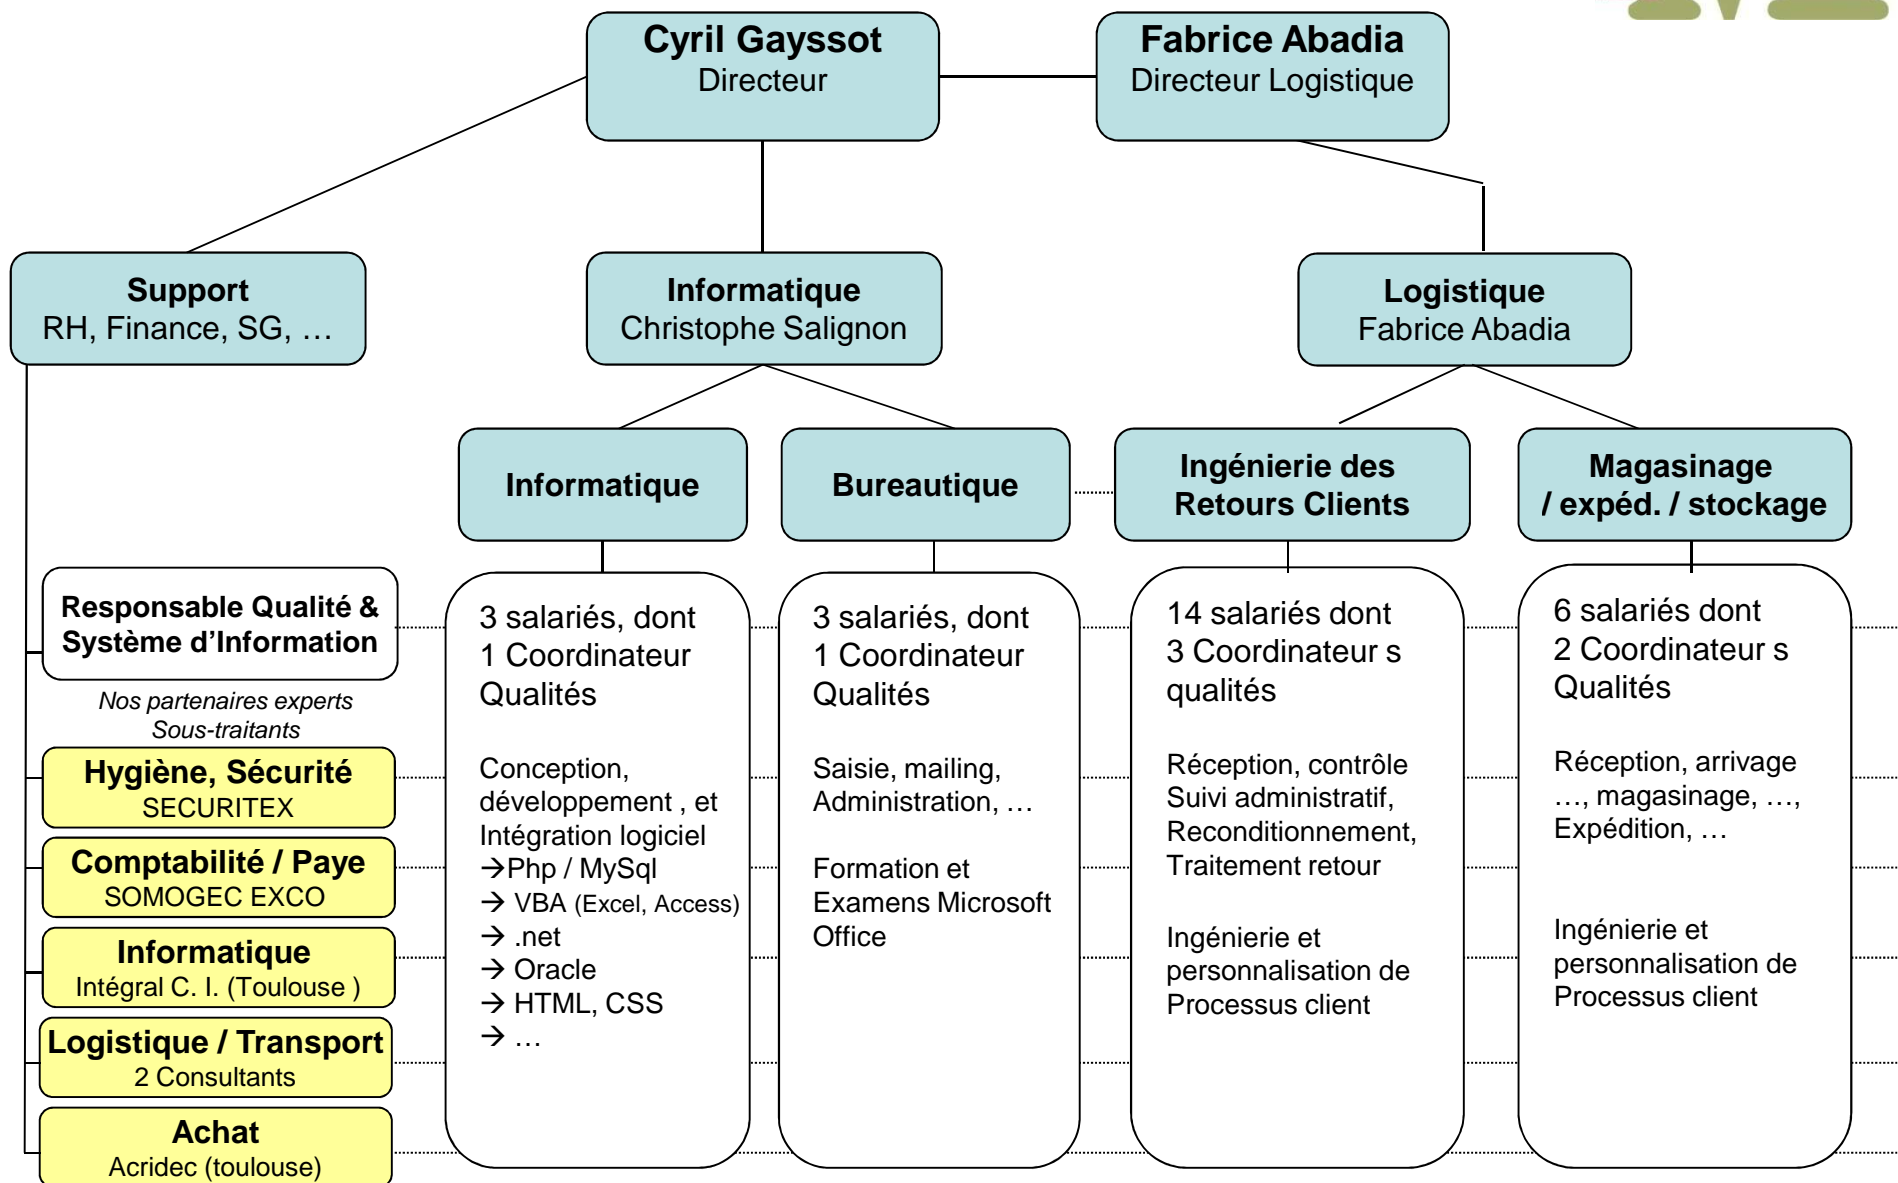 Cyril Gayssot
Directeur
Fabrice Abadia
Directeur Logistique
Support
RH, Finance, SG, …
Informatique
Christophe Salignon
Logistique
Fabrice Abadia
Informatique
Bureautique
Ingénierie des
Retours Clients
Magasinage
/ expéd. / stockage
Responsable Qualité &
Système d’Information
Nos partenaires experts
Sous-traitants
Hygiène, Sécurité
SECURITEX
Comptabilité / Paye
SOMOGEC EXCO
Informatique
Intégral C. I. (Toulouse )
Logistique / Transport
2 Consultants
Achat
Acridec (toulouse)
3 salariés, dont
1 Coordinateur
Qualités
Conception,
développement , et
Intégration logiciel
→Php / MySql
→ VBA (Excel, Access)
→ .net
→ Oracle
→ HTML, CSS
→ …
3 salariés, dont
1 Coordinateur
Qualités
Saisie, mailing,
Administration, …
Formation et
Examens Microsoft
Office
14 salariés dont
3 Coordinateur s
qualités
Réception, contrôle
Suivi administratif,
Reconditionnement,
Traitement retour
Ingénierie et
personnalisation de
Processus client
6 salariés dont
2 Coordinateur s
Qualités
Réception, arrivage
…, magasinage, …,
Expédition, …
Ingénierie et
personnalisation de
Processus client